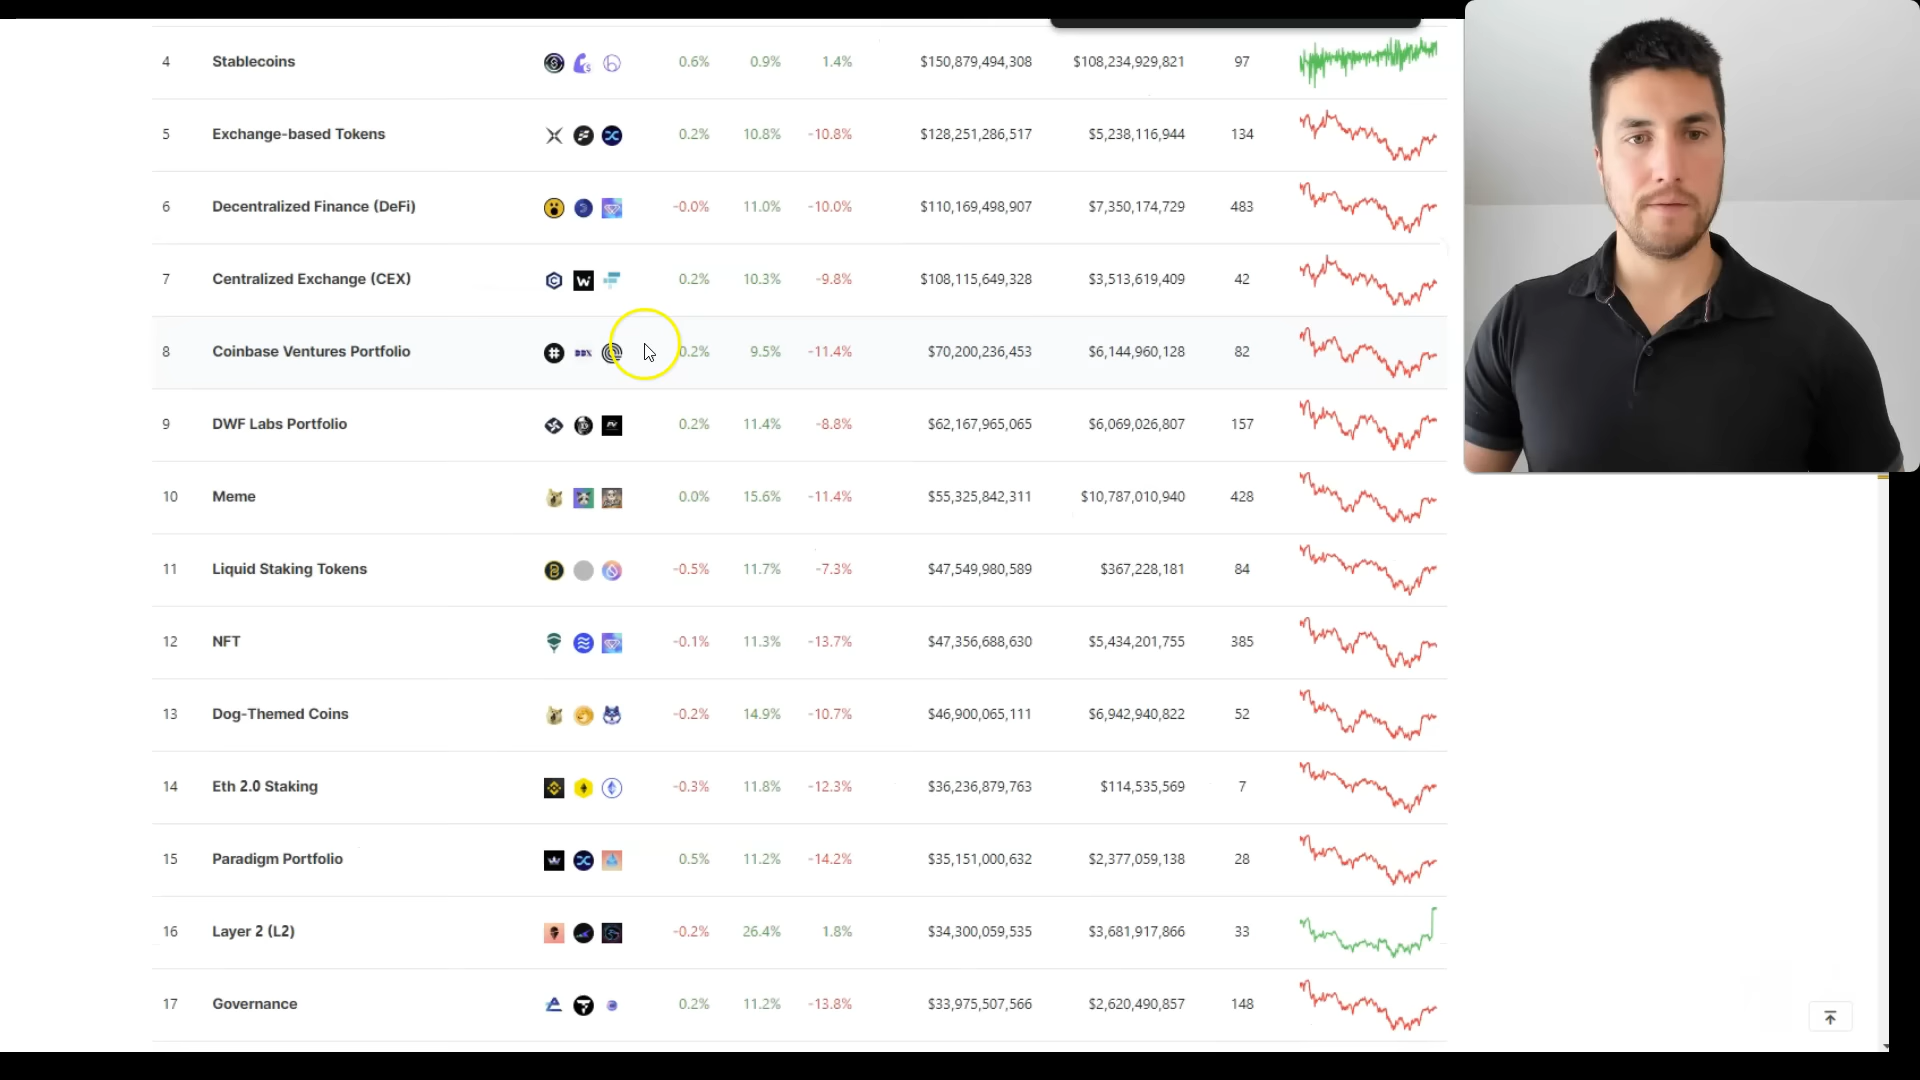 4 Stablecoins 0.6% 0.9% 1.4% $150,879,494,308 $108,234,929,821 97
5 Exchange-based Tokens 0.2% 10.8% -10.8% $128,251,286,517 $5,238,116,944 134
6 Decentralized Finance (DeFi) -0.0% 11.0% -10.0% $110,169,498,907 $7,350,174,729 483
7 Centralized Exchange (CEX) W 0.2% 10.3% -9.8% $108,115,649,328 $3,513,619,409 42
8 Coinbase Ventures Portfolio # DDX 0.2% 9.5% -11.4% $70,200,236,453 $6,144,960,128 82
9 DWF Labs Portfolio 0.2% 11.4% -8.8% $62,167,965,065 $6,069,026,807 157
10 Meme 0.0% 15.6% -11.4% $55,325,842,311 $10,787,010,940 428
11 Liquid Staking Tokens -0.5% 11.7% -7.3% $47,549,980,589 $367,228,181 84
12 NFT -0.1% 11.3% -13.7% $47,356,688,630 $5,434,201,755 385
13 Dog-Themed Coins -0.2% 14.9% -10.7% $46,900,065,111 $6,942,940,822 52
14 Eth 2.0 Staking -0.3% 11.8% -12.3% $36,236,879,763 $114,535,569 7
15 Paradigm Portfolio 0.5% 11.2% -14.2% $35,151,000,632 $2,377,059,138 28
16 Layer 2 (L2) -0.2% 26.4% 1.8% $34,300,059,535 $3,681,917,866 33
17 Governance 0.2% 11.2% -13.8% $33,975,507,566 $2,620,490,857 148